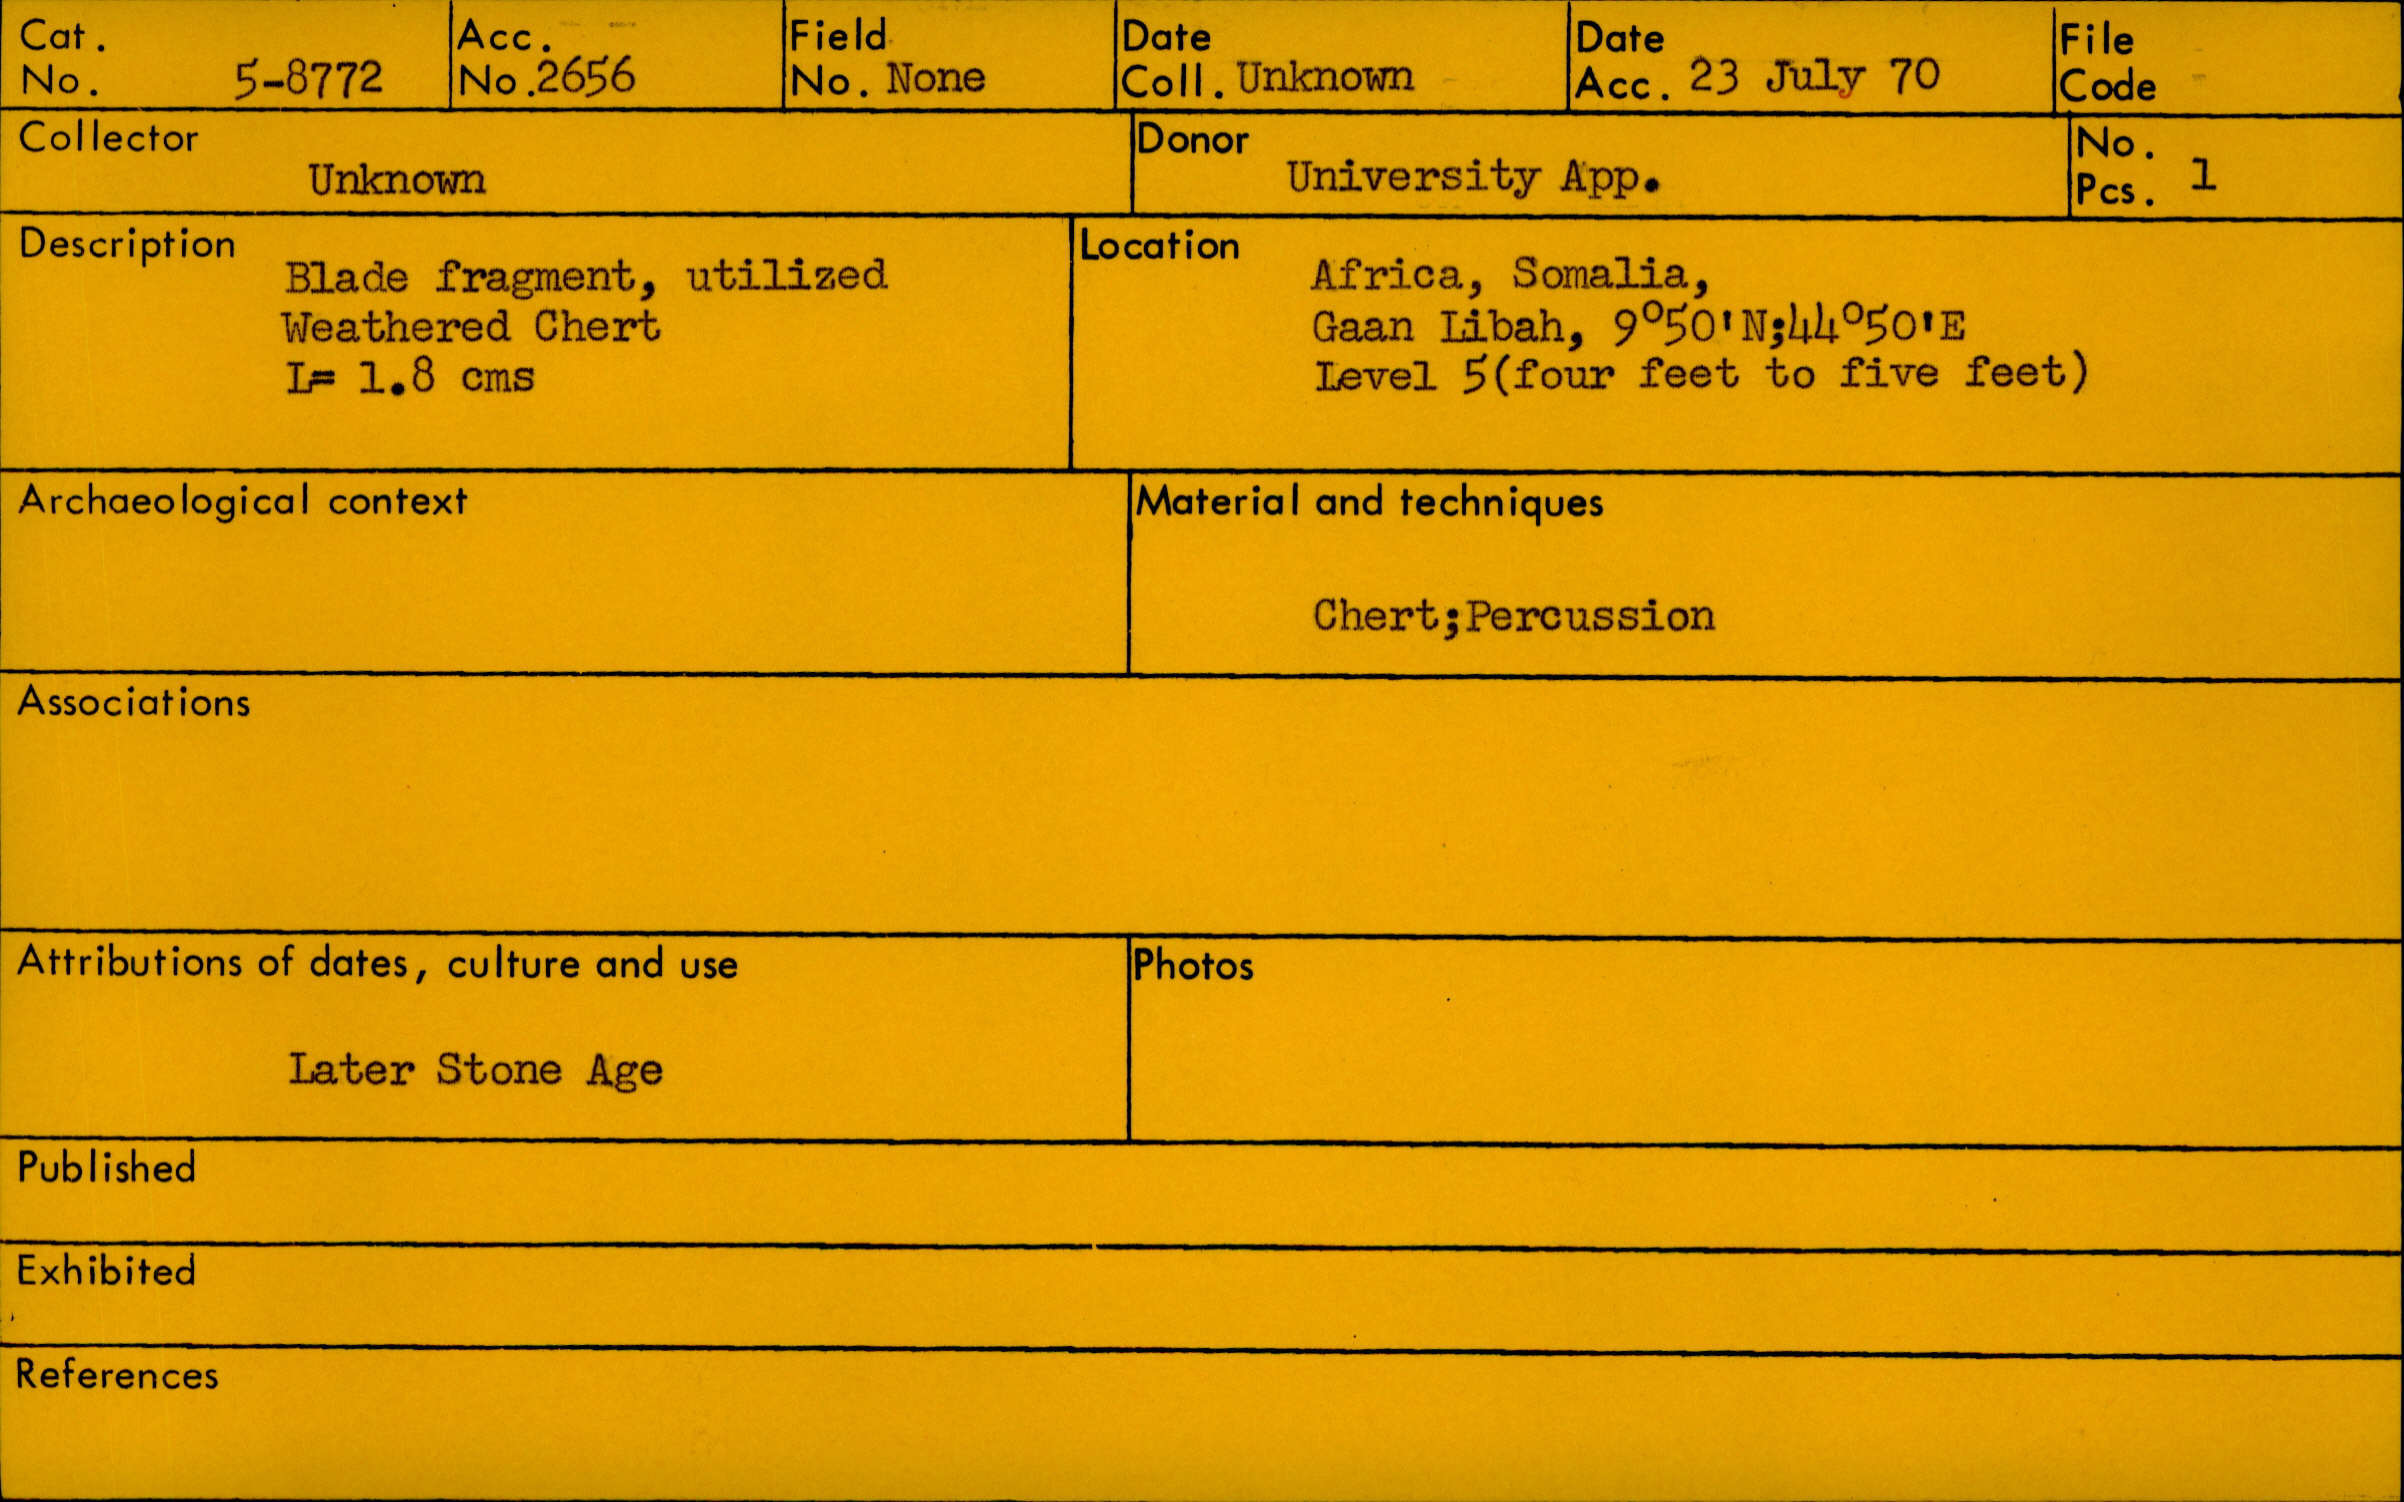 Cat. No. 5-8772
Acc. No. 2656
Field No. None
Date Coll. Unknown
Date Acc. 23 July 70
File Code
Collector
Unknown
Donor
University App.
No. Pcs. 1
Description
Blade fragment, utilized
Weathered Chert
L= 1.8 cms
Location
Africa, Somalia,
Gaan Libah, 9°50'N;44°50'E
Level 5(four feet to five feet)
Archaeological context
Material and techniques
Chert;Percussion
Associations
Attributions of dates, culture and use
Later Stone Age
Photos
Published
Exhibited
References